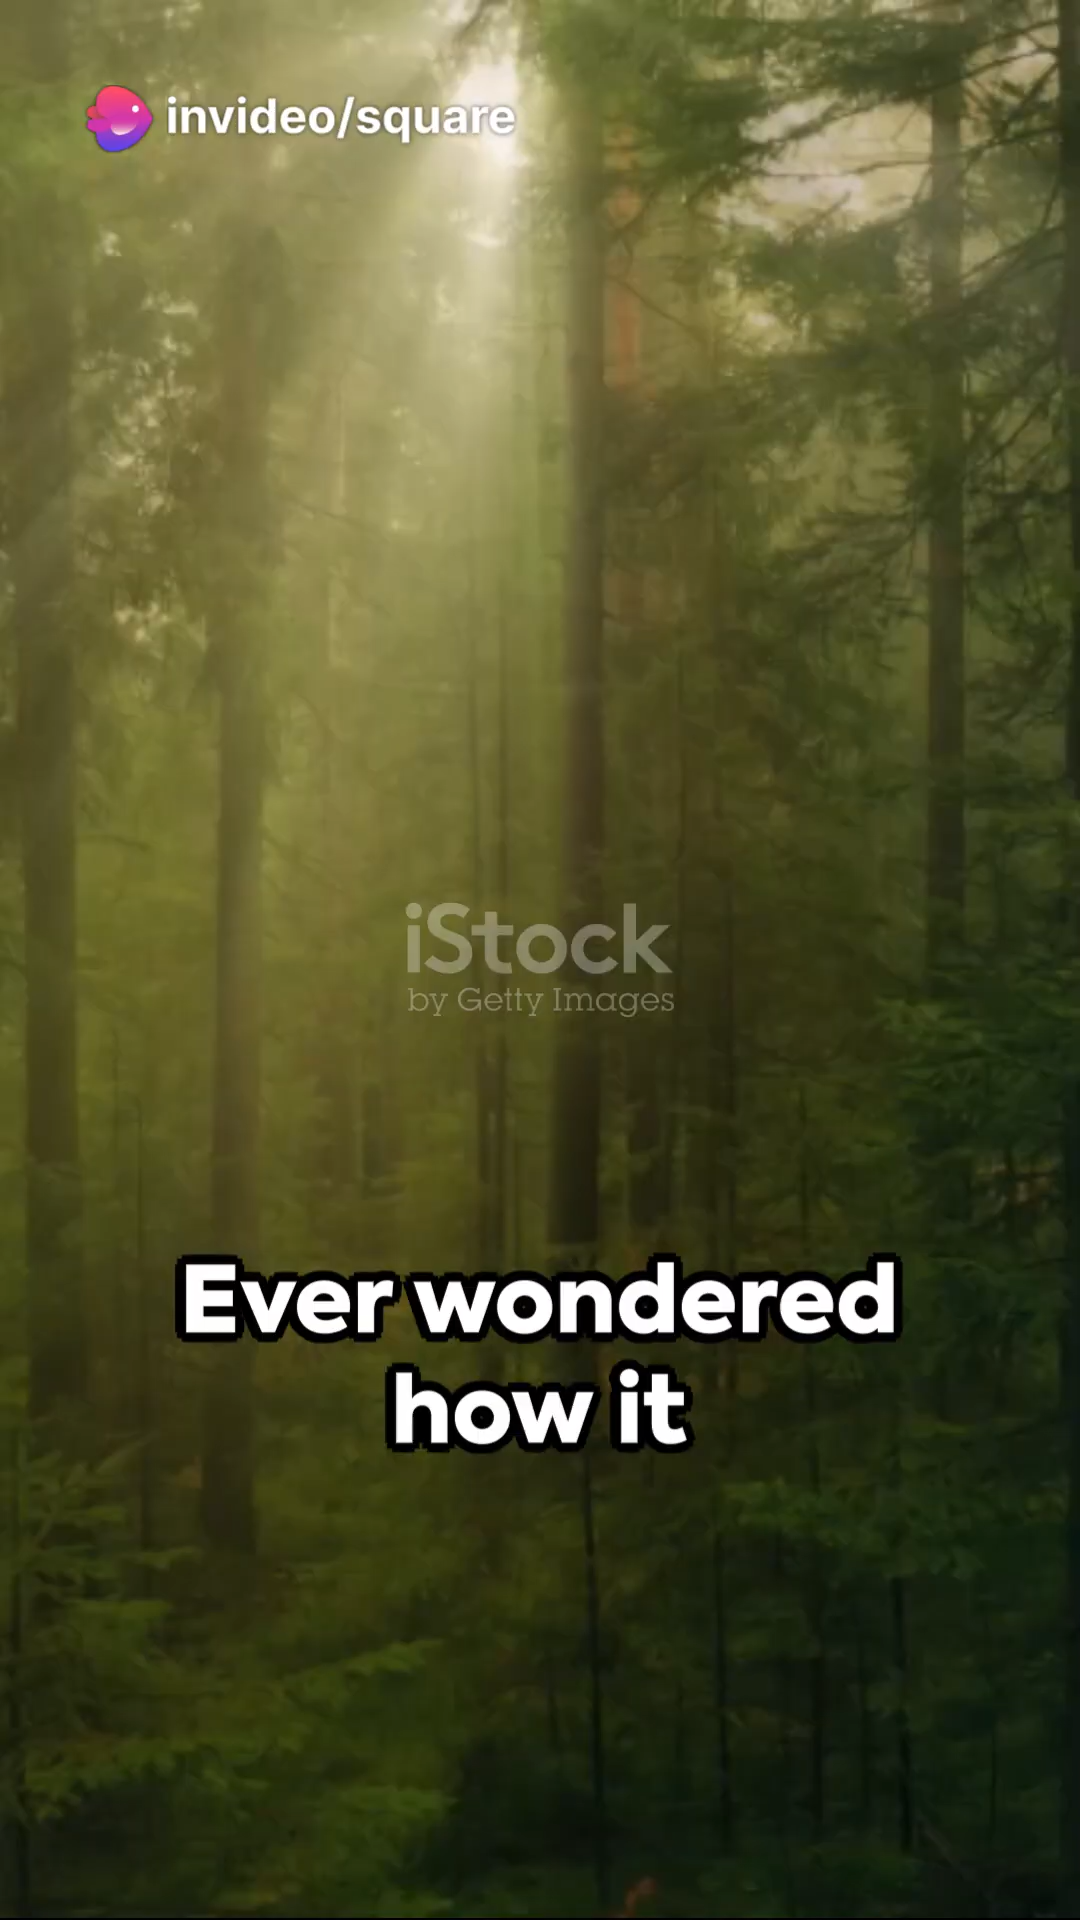 invideo/square
iStock
by Getty Images
Ever wondered
how it